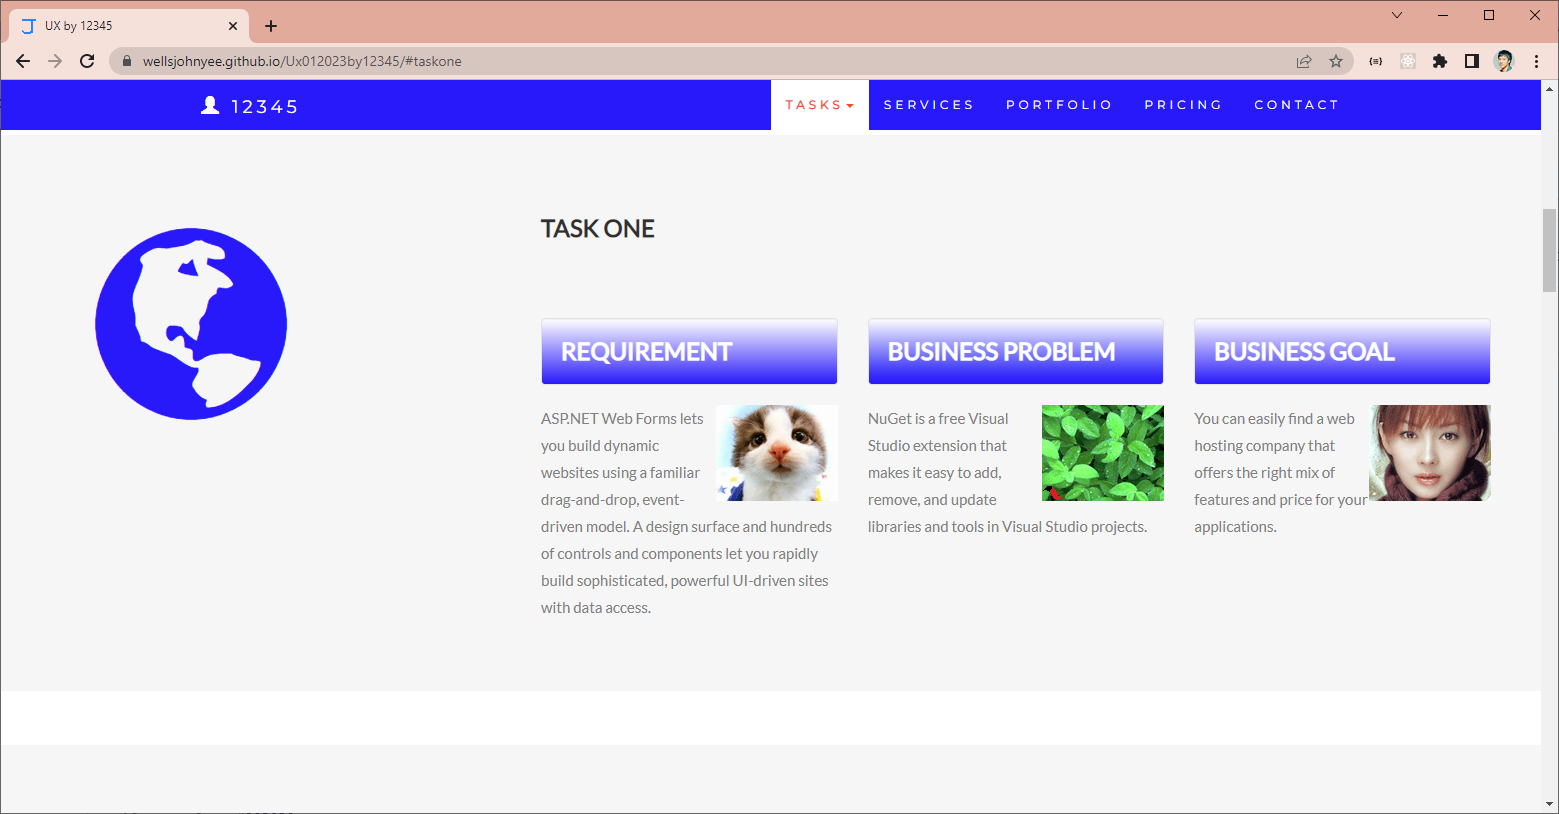 UX by 12345
wellsjohnyee.github.io/Ux012023by12345/#taskone
12345
TASKS
SERVICES
PORTFOLIO
PRICING
CONTACT
TASK ONE
REQUIREMENT
ASP.NET Web Forms lets
you build dynamic
websites using a familiar
drag-and-drop, event-
driven model. A design surface and hundreds
of controls and components let you rapidly
build sophisticated, powerful UI-driven sites
with data access.
BUSINESS PROBLEM
NuGet is a free Visual
Studio extension that
makes it easy to add,
remove, and update
libraries and tools in Visual Studio projects.
BUSINESS GOAL
You can easily find a web
hosting company that
offers the right mix of
features and price for your
applications.